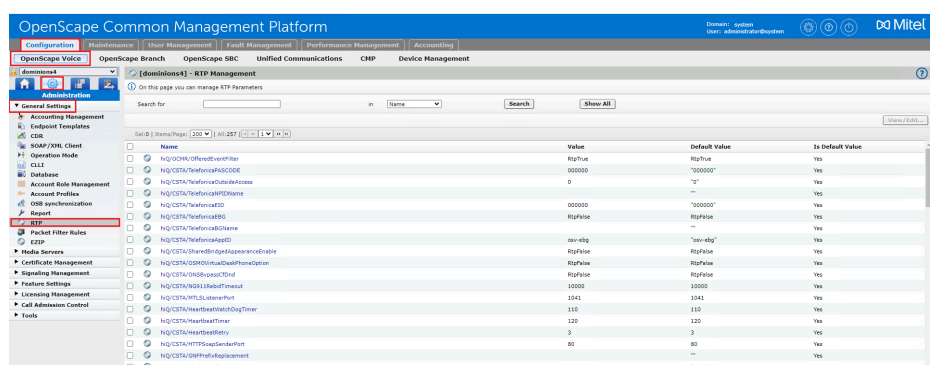 OpenScape Common Management Platform
Domain: system
User: administrator@system
Mitel
Configuration Maintenance User Management Fault Management Performance Management Accounting
OpenScape Voice OpenScape Branch OpenScape SBC Unified Communications CMP Device Management
dominions4
[dominions4] - RTP Management
On this page you can manage RTP Parameters
Administration
General Settings
Accounting Management
Endpoint Templates
CDR
SOAP/XML Client
Operation Mode
CLLI
Database
Account Role Management
Account Profiles
OSB synchronization
Report
RTP
Packet Filter Rules
EZIP
Media Servers
Certificate Management
Signaling Management
Feature Settings
Licensing Management
Call Admission Control
Tools
Search for in Name Search Show All
View/Edit...
Sel:0 | Items/Page: 200 | All:257 | 1
Name Value Default Value Is Default Value
hiQ/OCMR/OfferedEventFilter RtpTrue RtpTrue Yes
hiQ/CSTA/TelefonicaPASCODE 000000 "000000" Yes
hiQ/CSTA/TelefonicaOutsideAccess 0 "0" Yes
hiQ/CSTA/TelefonicaNPIDName "" Yes
hiQ/CSTA/TelefonicaEID 000000 "000000" Yes
hiQ/CSTA/TelefonicaEBG RtpFalse RtpFalse Yes
hiQ/CSTA/TelefonicaBGName "" Yes
hiQ/CSTA/TelefonicaAppID osv-ebg "osv-ebg" Yes
hiQ/CSTA/SharedBridgedAppearanceEnable RtpFalse RtpFalse Yes
hiQ/CSTA/OSMOVirtualDeskPhoneOption RtpFalse RtpFalse Yes
hiQ/CSTA/ONSBypassCfDnd RtpFalse RtpFalse Yes
hiQ/CSTA/NG911RebidTimeout 10000 10000 Yes
hiQ/CSTA/MTLSListenerPort 1041 1041 Yes
hiQ/CSTA/HeartbeatWatchDogTimer 110 110 Yes
hiQ/CSTA/HeartbeatTimer 120 120 Yes
hiQ/CSTA/HeartbeatRetry 3 3 Yes
hiQ/CSTA/HTTPSoapSenderPort 80 80 Yes
hiQ/CSTA/GNFPrefixReplacement "" Yes